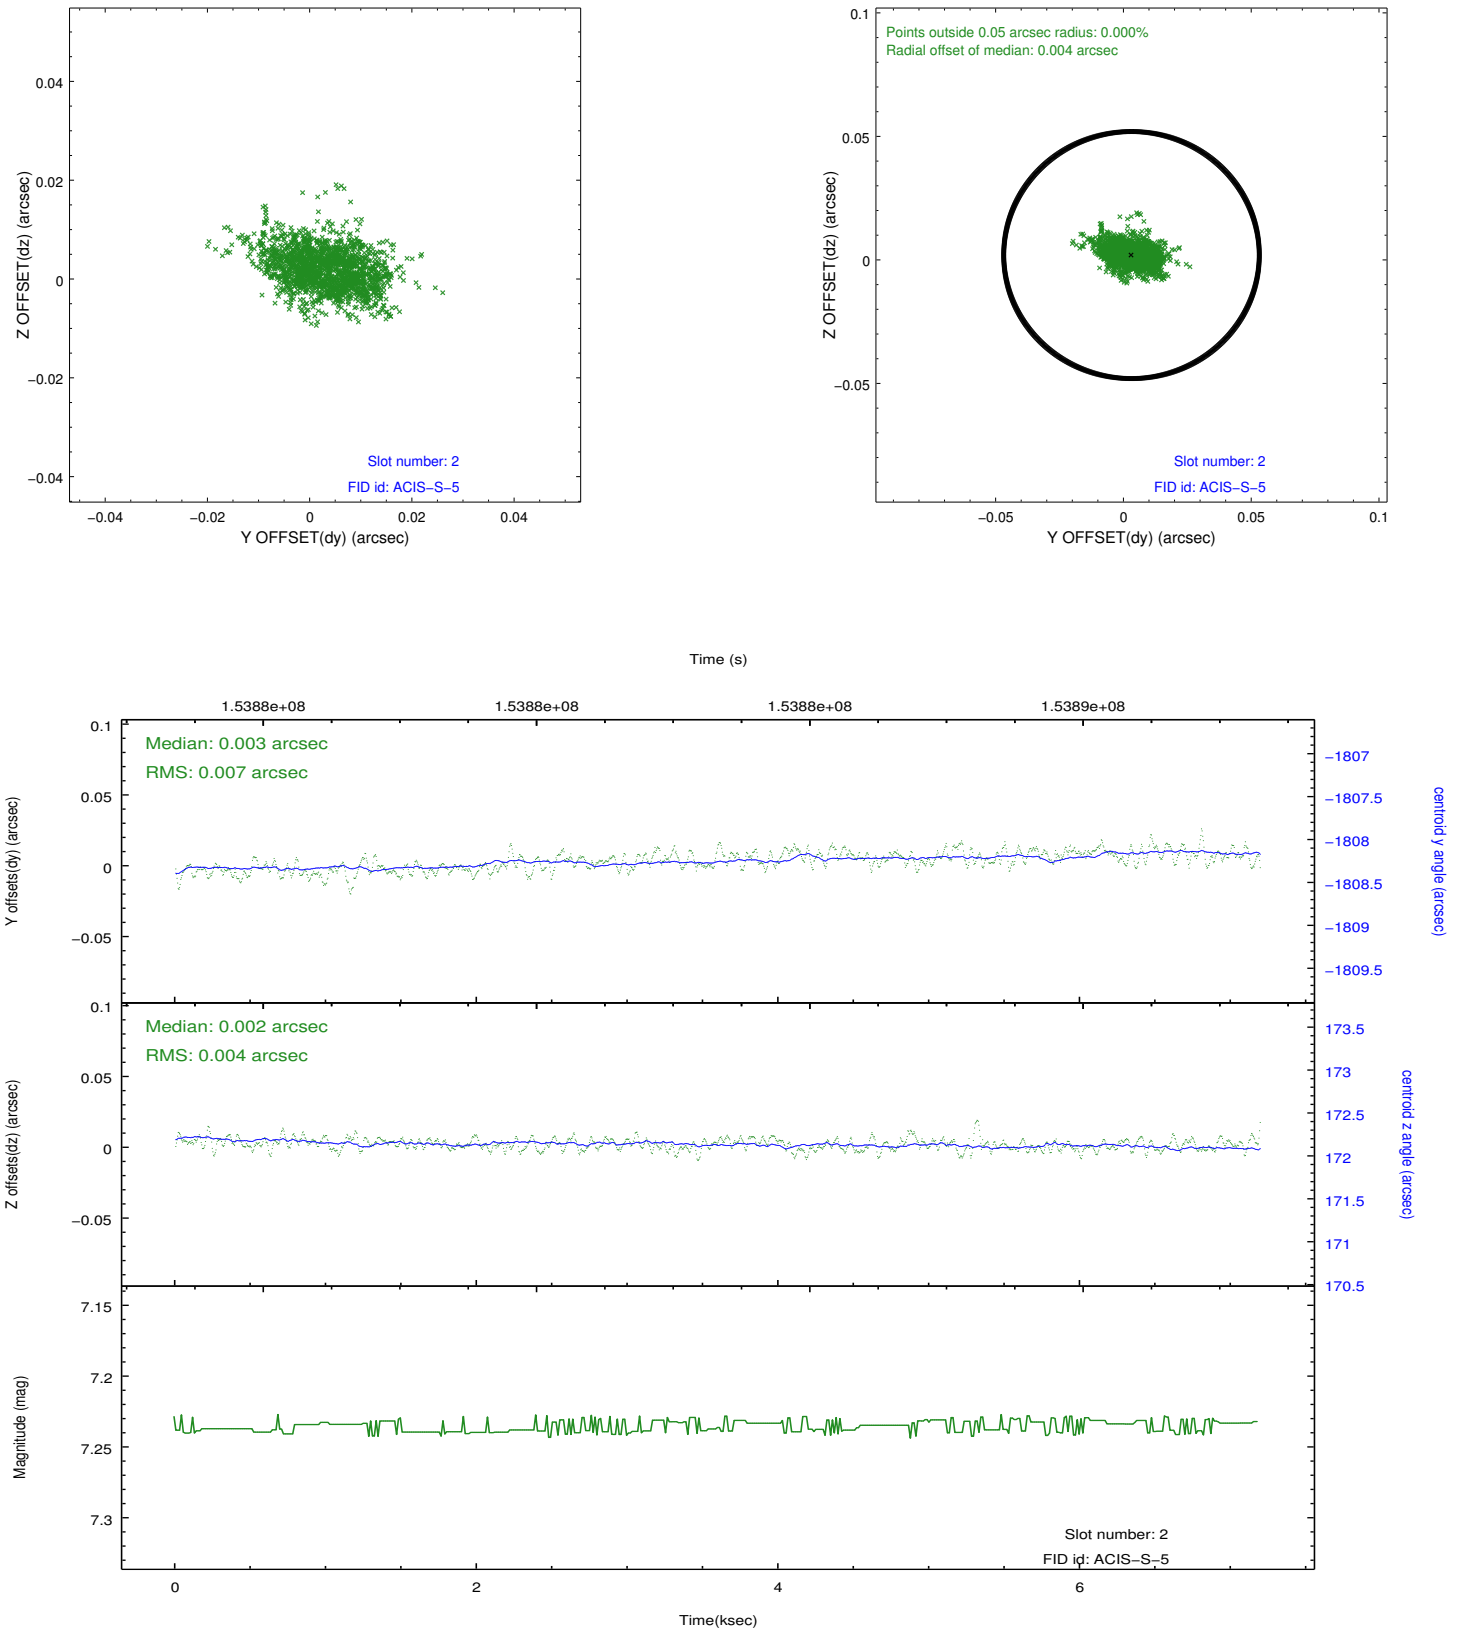 0.04
0.02
0
−0.02
−0.04
Z OFFSET(dz) (arcsec)
Slot number: 2
FID id: ACIS−S−5
−0.04
−0.02
0
0.02
0.04
Y OFFSET(dy) (arcsec)
0.1
0.05
0
−0.05
Z OFFSET(dz) (arcsec)
Points outside 0.05 arcsec radius: 0.000%
Radial offset of median: 0.004 arcsec
Slot number: 2
FID id: ACIS−S−5
−0.05
0
0.05
0.1
Y OFFSET(dy) (arcsec)
Time (s)
1.5388e+08
1.5388e+08
1.5388e+08
1.5389e+08
0.1
0.05
0
−0.05
Y offsets(dy) (arcsec)
Median: 0.003 arcsec
RMS: 0.007 arcsec
−1807
−1807.5
−1808
−1808.5
−1809
−1809.5
centroid y angle (arcsec)
0.1
0.05
0
−0.05
Z offsets(dz) (arcsec)
Median: 0.002 arcsec
RMS: 0.004 arcsec
173.5
173
172.5
172
171.5
171
170.5
centroid z angle (arcsec)
7.15
7.2
7.25
7.3
Magnitude (mag)
Slot number: 2
FID id: ACIS−S−5
0
2
4
6
Time(ksec)